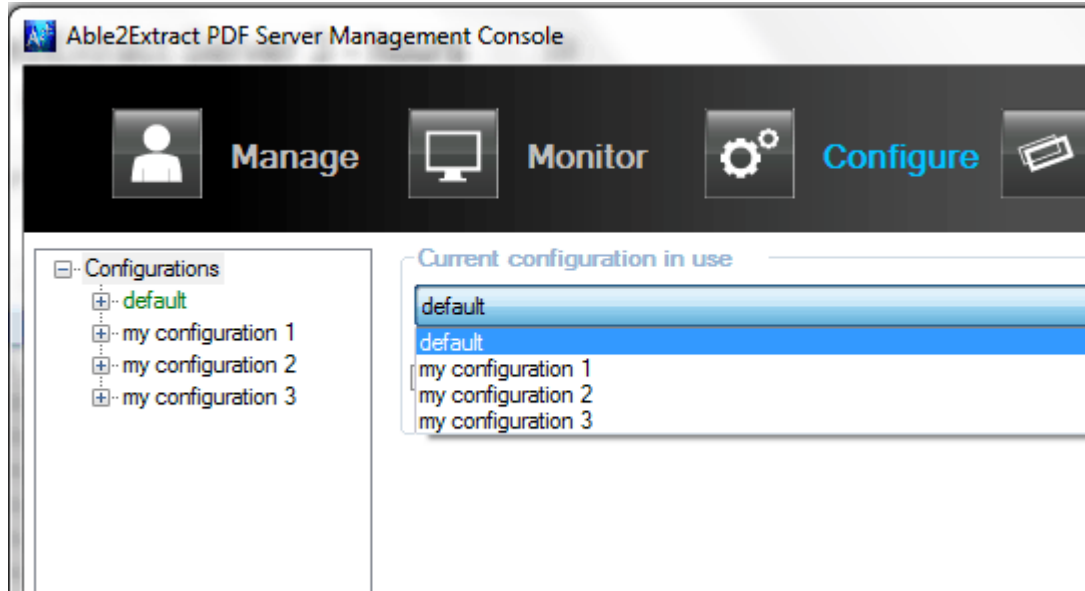 Able2Extract PDF Server Management Console
Manage Monitor Configure
Configurations
default
my configuration 1
my configuration 2
my configuration 3
Current configuration in use
default
default
my configuration 1
my configuration 2
my configuration 3